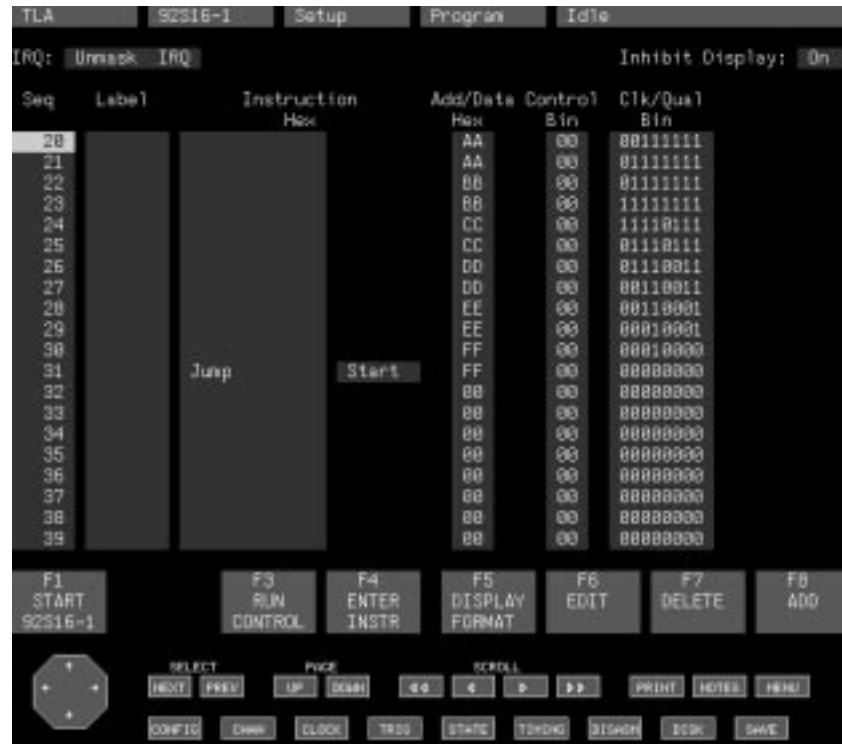 TLA 92S16-1 Setup Program Idle
IRQ: Unmask IRQ Inhibit Display: On
Seq Label Instruction Add/Data Control Clk/Qual
Hex Hex Bin Bin
20 AA 00 00111111
21 AA 00 01111111
22 BB 00 01111111
23 BB 00 11111111
24 CC 00 11110111
25 CC 00 01110111
26 DD 00 01110011
27 DD 00 00110011
28 EE 00 00110001
29 EE 00 00010001
30 FF 00 00010000
31 Jump Start FF 00 00000000
32 00 00 00000000
33 00 00 00000000
34 00 00 00000000
35 00 00 00000000
36 00 00 00000000
37 00 00 00000000
38 00 00 00000000
39 00 00 00000000
F1 F3 F4 F5 F6 F7 F8
START RUN ENTER DISPLAY EDIT DELETE ADD
92S16-1 CONTROL INSTR FORMAT
SELECT PAGE SCROLL
NEXT PREV UP DOWN PRINT NOTES MENU
CONFIG CHAN CLOCK TRIG STATE TIMING DISASM DISK SAVE